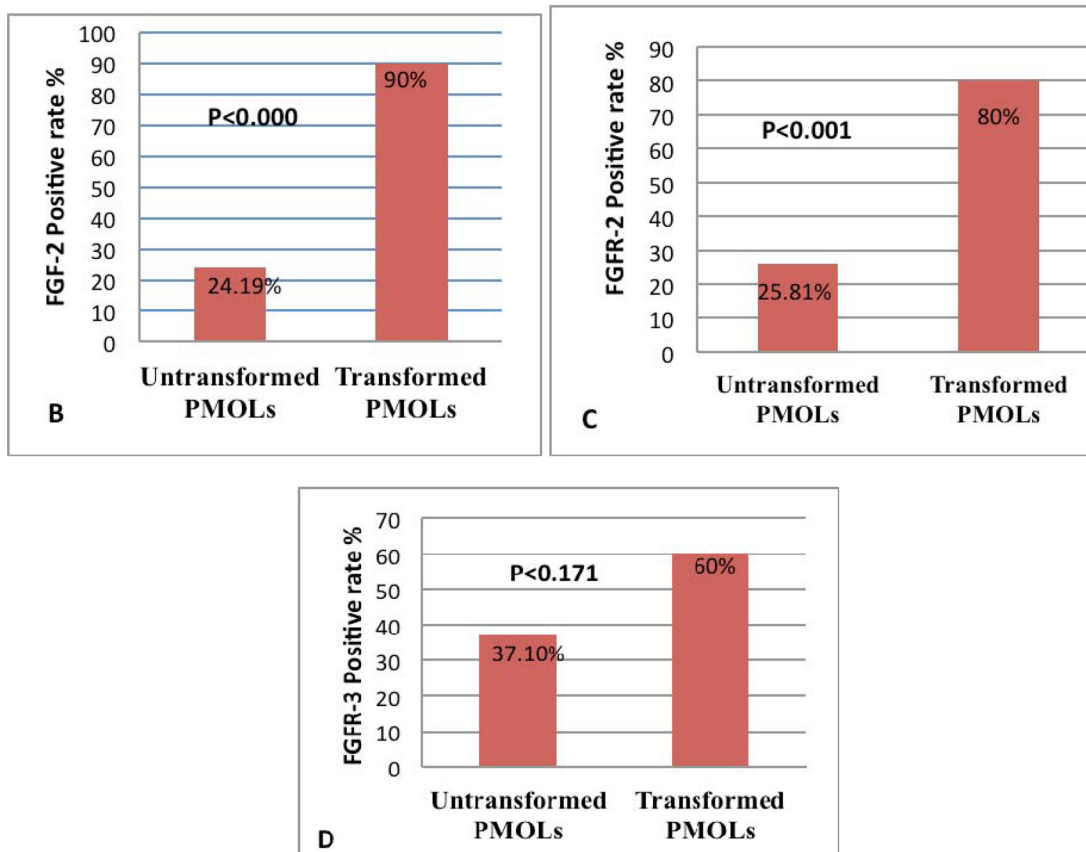 FGF-2 Positive rate %
100
90
80
70
60
50
40
30
20
10
0
P<0.000
24.19%
90%
Untransformed PMOLs
Transformed PMOLs
B
FGFR-2 Positive rate %
90
80
70
60
50
40
30
20
10
0
P<0.001
25.81%
80%
Untransformed PMOLs
Transformed PMOLs
C
FGFR-3 Positive rate %
70
60
50
40
30
20
10
0
P<0.171
37.10%
60%
Untransformed PMOLs
Transformed PMOLs
D